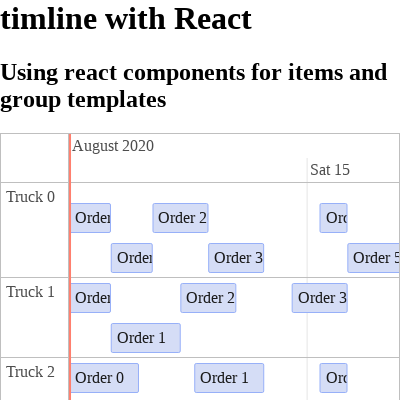 timline with React
Using react components for items and
group templates
August 2020
Sat 15
Truck 0
Order
Order 2
Ord
Order
Order 3
Order 5
Truck 1
Order
Order 2
Order 3
Order 1
Truck 2
Order 0
Order 1
Ord